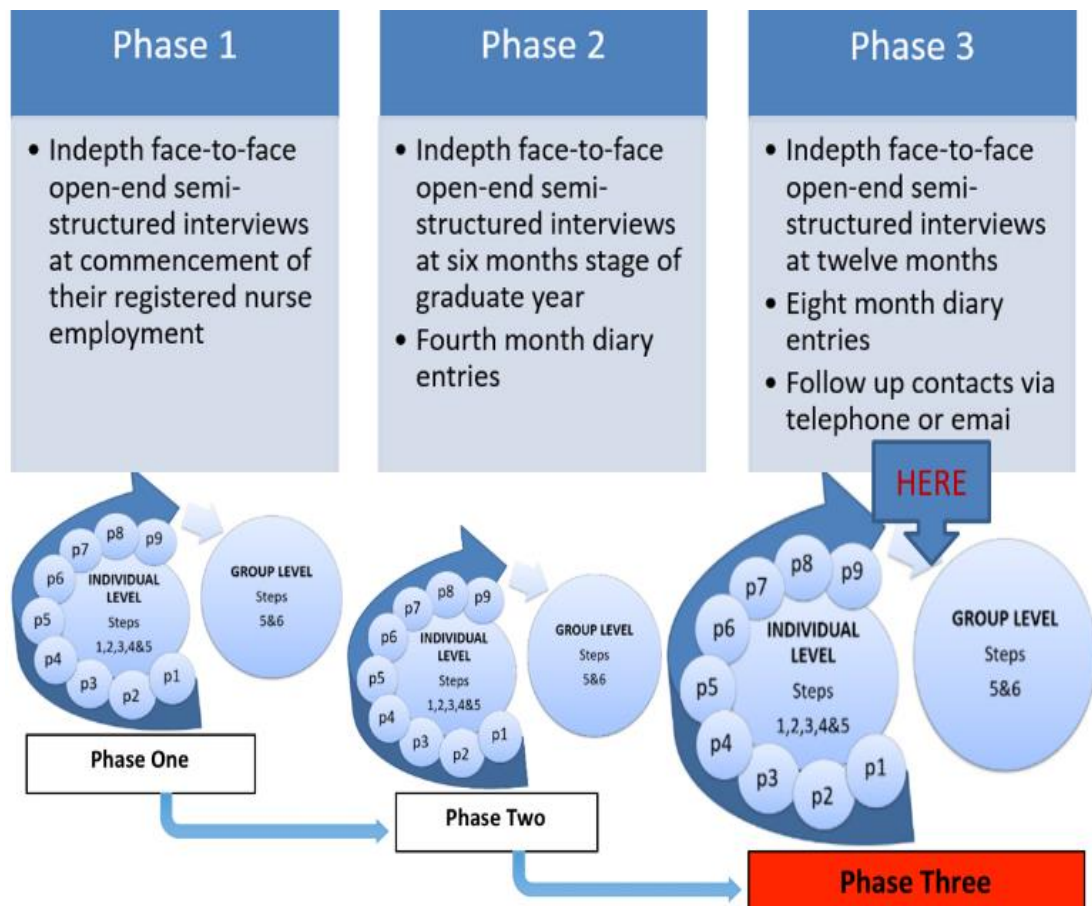 Phase 1
• Indepth face-to-face
open-end semi-
structured interviews
at commencement of
their registered nurse
employment
Phase 2
• Indepth face-to-face
open-end semi-
structured interviews
at six months stage of
graduate year
• Fourth month diary
entries
Phase 3
• Indepth face-to-face
open-end semi-
structured interviews
at twelve months
• Eight month diary
entries
• Follow up contacts via
telephone or emai
HERE
p1
p2
p3
p4
p5
p6
p7
p8
p9
INDIVIDUAL
LEVEL
Steps
1,2,3,4&5
GROUP LEVEL
Steps
5&6
Phase One
p1
p2
p3
p4
p5
p6
p7
p8
p9
INDIVIDUAL
LEVEL
Steps
1,2,3,4&5
GROUP LEVEL
Steps
5&6
Phase Two
p1
p2
p3
p4
p5
p6
p7
p8
p9
INDIVIDUAL
LEVEL
Steps
1,2,3,4&5
GROUP LEVEL
Steps
5&6
Phase Three